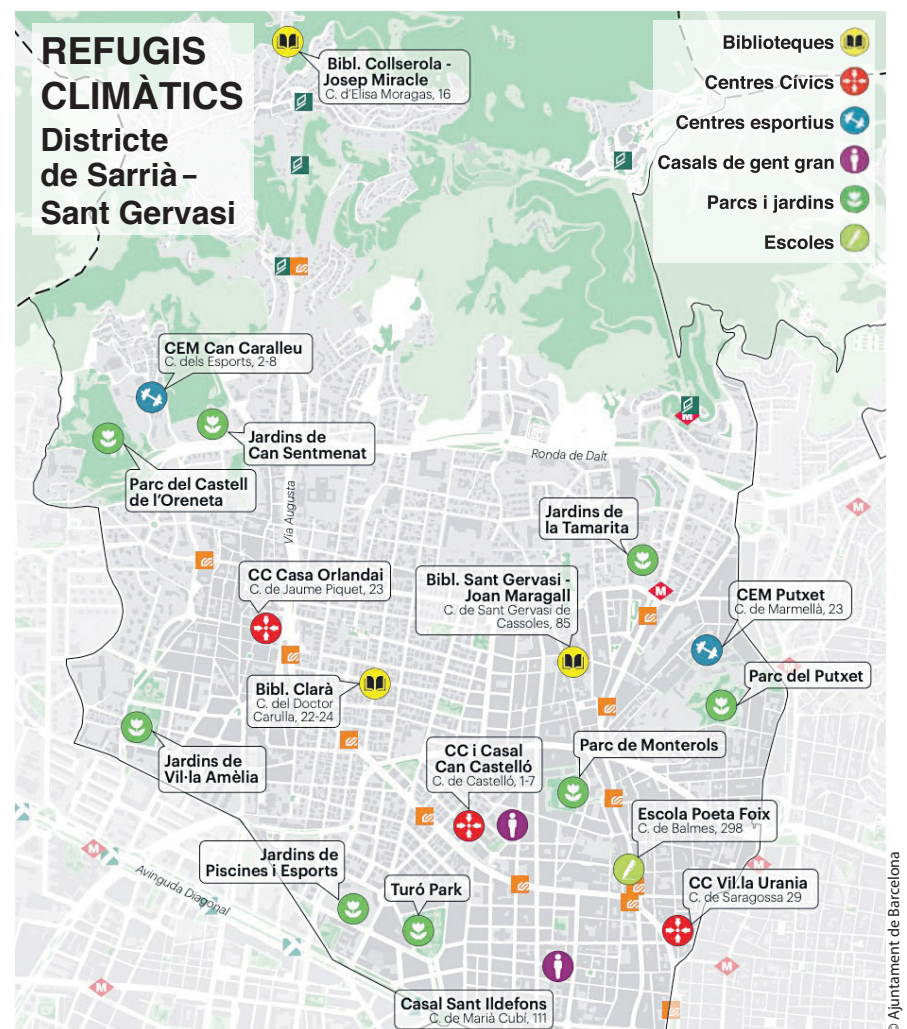 REFUGIS
CLIMÀTICS
Districte
de Sarrià –
Sant Gervasi
Biblioteques
Centres Cívics
Centres esportius
Casals de gent gran
Parcs i jardins
Escoles
Bibl. Collserola -
Josep Miracle
C. d'Elisa Moragas, 16
CEM Can Caralleu
C. dels Esports, 2-8
Jardins de
Can Sentmenat
Parc del Castell
de l'Oreneta
Ronda de Dalt
Via Augusta
M
M
Jardins de
la Tamarita
M
CC Casa Orlandai
C. de Jaume Piquet, 23
Bibl. Sant Gervasi -
Joan Maragall
C. de Sant Gervasi de
Cassoles, 85
CEM Putxet
C. de Marmellà, 23
M
Parc del Putxet
Bibl. Clarà
C. del Doctor
Carulla, 22-24
Jardins de
Vil·la Amèlia
CC i Casal
Can Castelló
C. de Castelló, 1-7
Parc de Monterols
Escola Poeta Foix
C. de Balmes, 298
M
M
Jardins de
Piscines i Esports
Avinguda Diagonal
Turó Park
CC Vil.la Urania
C. de Saragossa 29
M
M
Casal Sant Ildefons
C. de Marià Cubí, 111
© Ajuntament de Barcelona